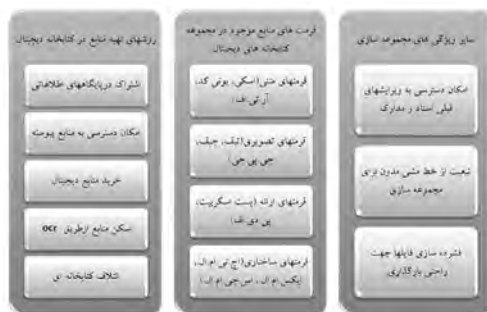 سایر ویژگی های مجموعه سازی
امکان دسترسی به ویرایشهای
قبلی اسناد و مدارک
تبعیت از خط مشی مدون برای
مجموعه سازی
فشرده سازی فایلها جهت
راحتی بارگذاری
فرمت های منابع موجود در مجموعه
کتابخانه های دیجیتال
فرمتهای متنی(اسکی، یونی کد،
آر تی اف)
فرمتهای تصویری(تیف، جیف،
جی پی جی)
فرمتهای ارائه (پست اسکریپت،
پی دی اف)
فرمتهای ساختاری(اچ تی ام ال،
ایکس ام ال، اس جی ام ال)
روشهای تهیه منابع در کتابخانه دیجیتال
اشتراک درپایگاههای اطلاعاتی
امکان دسترسی به منابع پیوسته
خرید منابع دیجیتال
اسکن منابع ازطریق ocr
ائتلاف کتابخانه ای